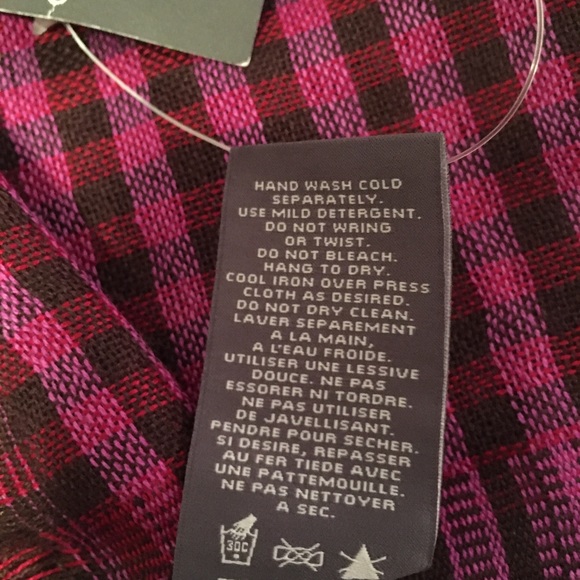 HAND WASH COLD
SEPARATELY.
USE MILD DETERGENT.
DO NOT WRING
OR TWIST.
DO NOT BLEACH.
HANG TO DRY.
COOL IRON OVER PRESS
CLOTH AS DESIRED.
DO NOT DRY CLEAN.
LAVER SEPAREMENT
A LA MAIN,
A L'EAU FROIDE.
UTILISER UNE LESSIVE
DOUCE. NE PAS
ESSORER NI TORDRE.
NE PAS UTILISER
DE JAVELLISANT.
PENDRE POUR SECHER.
SI DESIRE, REPASSER
AU FER TIEDE AVEC
UNE PATTEMOUILLE.
NE PAS NETTOYER
A SEC.
30C